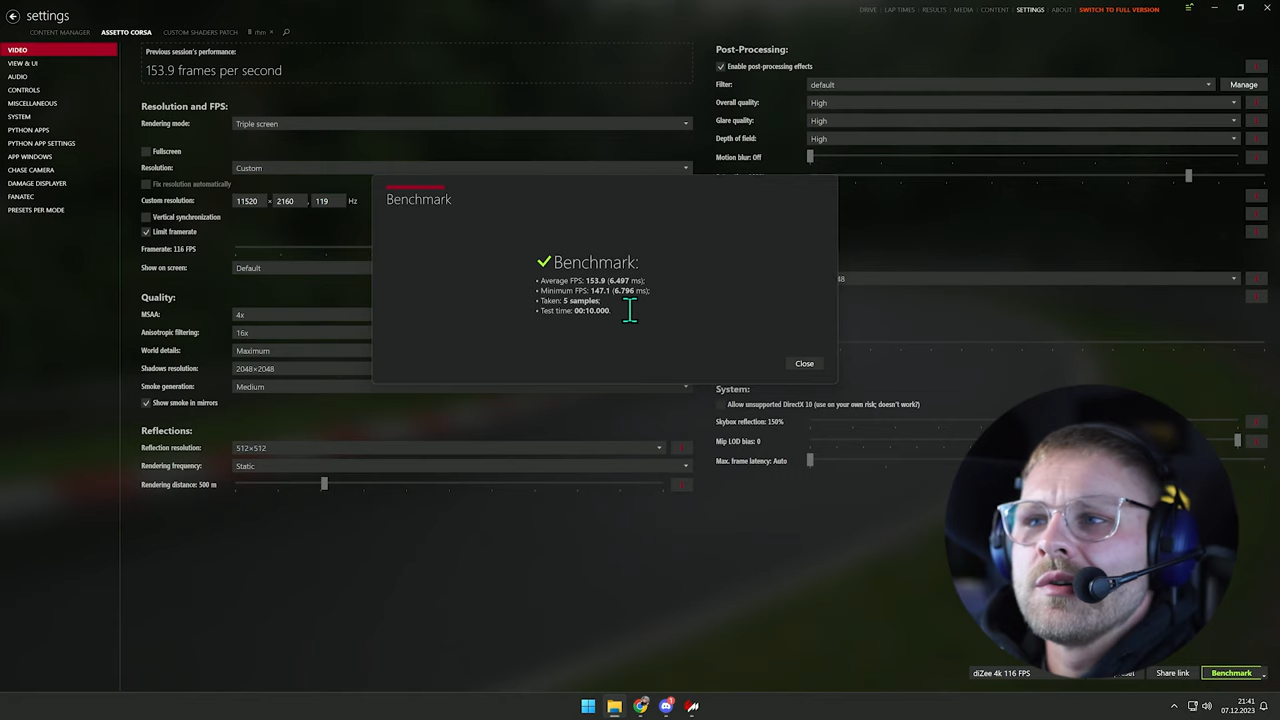 settings
DRIVE LAP TIMES RESULTS MEDIA CONTENT SETTINGS ABOUT SWITCH TO FULL VERSION
CONTENT MANAGER ASSETTO CORSA CUSTOM SHADERS PATCH rhm
VIDEO
VIEW & UI
AUDIO
CONTROLS
MISCELLANEOUS
SYSTEM
PYTHON APPS
PYTHON APP SETTINGS
APP WINDOWS
CHASE CAMERA
DAMAGE DISPLAYER
FANATEC
PRESETS PER MODE
Previous session's performance:
153.9 frames per second
Resolution and FPS:
Rendering mode: Triple screen
Fullscreen
Resolution: Custom
Fix resolution automatically
Custom resolution: 11520 × 2160, 119 Hz
Vertical synchronization
Limit framerate
Framerate: 116 FPS
Show on screen: Default
Quality:
MSAA: 4x
Anisotropic filtering: 16x
World details: Maximum
Shadows resolution: 2048×2048
Smoke generation: Medium
Show smoke in mirrors
Reflections:
Reflection resolution: 512×512
Rendering frequency: Static
Rendering distance: 500 m
Benchmark
Benchmark:
• Average FPS: 153.9 (6.497 ms);
• Minimum FPS: 147.1 (6.796 ms);
• Taken: 5 samples;
• Test time: 00:10.000.
Close
Post-Processing:
Enable post-processing effects
Filter: default Manage
Overall quality: High
Glare quality: High
Depth of field: High
Motion blur: Off
48
System:
Allow unsupported DirectX 10 (use on your own risk; doesn't work?)
Skybox reflection: 150%
Mip LOD bias: 0
Max. frame latency: Auto
diZee 4k 116 FPS
Share link
Benchmark
21:41
07.12.2023